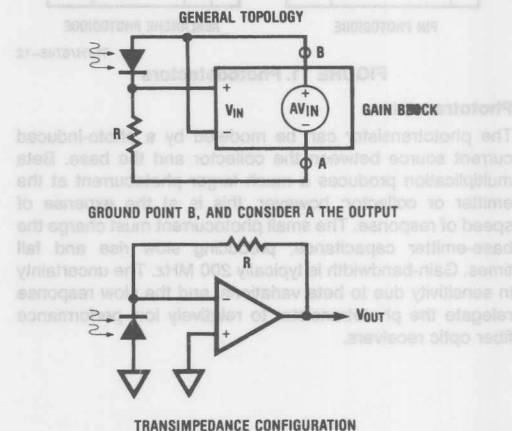 PIN PHOTODIODE
AVALANCHE PHOTODIODE
FIGURE 1. Photodetectors
GENERAL TOPOLOGY
B
+
VIN
−
+
AVIN
−
GAIN BLOCK
R
A
Phototransistor
The phototransistor can be modeled by a photo-induced
current source between the collector and the base. Beta
multiplication produces a much larger photocurrent at the
emitter or collector, however, this is at the expense of
speed of response. The small photocurrent must charge the
base-emitter capacitance, producing slow rise and fall
times. Gain-bandwidth is typically 200 MHz. The uncertainty
in sensitivity due to beta variations and the slow response
relegate the phototransistor to relatively low performance
fiber optic receivers.
GROUND POINT B, AND CONSIDER A THE OUTPUT
R
−
+
VOUT
TRANSIMPEDANCE CONFIGURATION